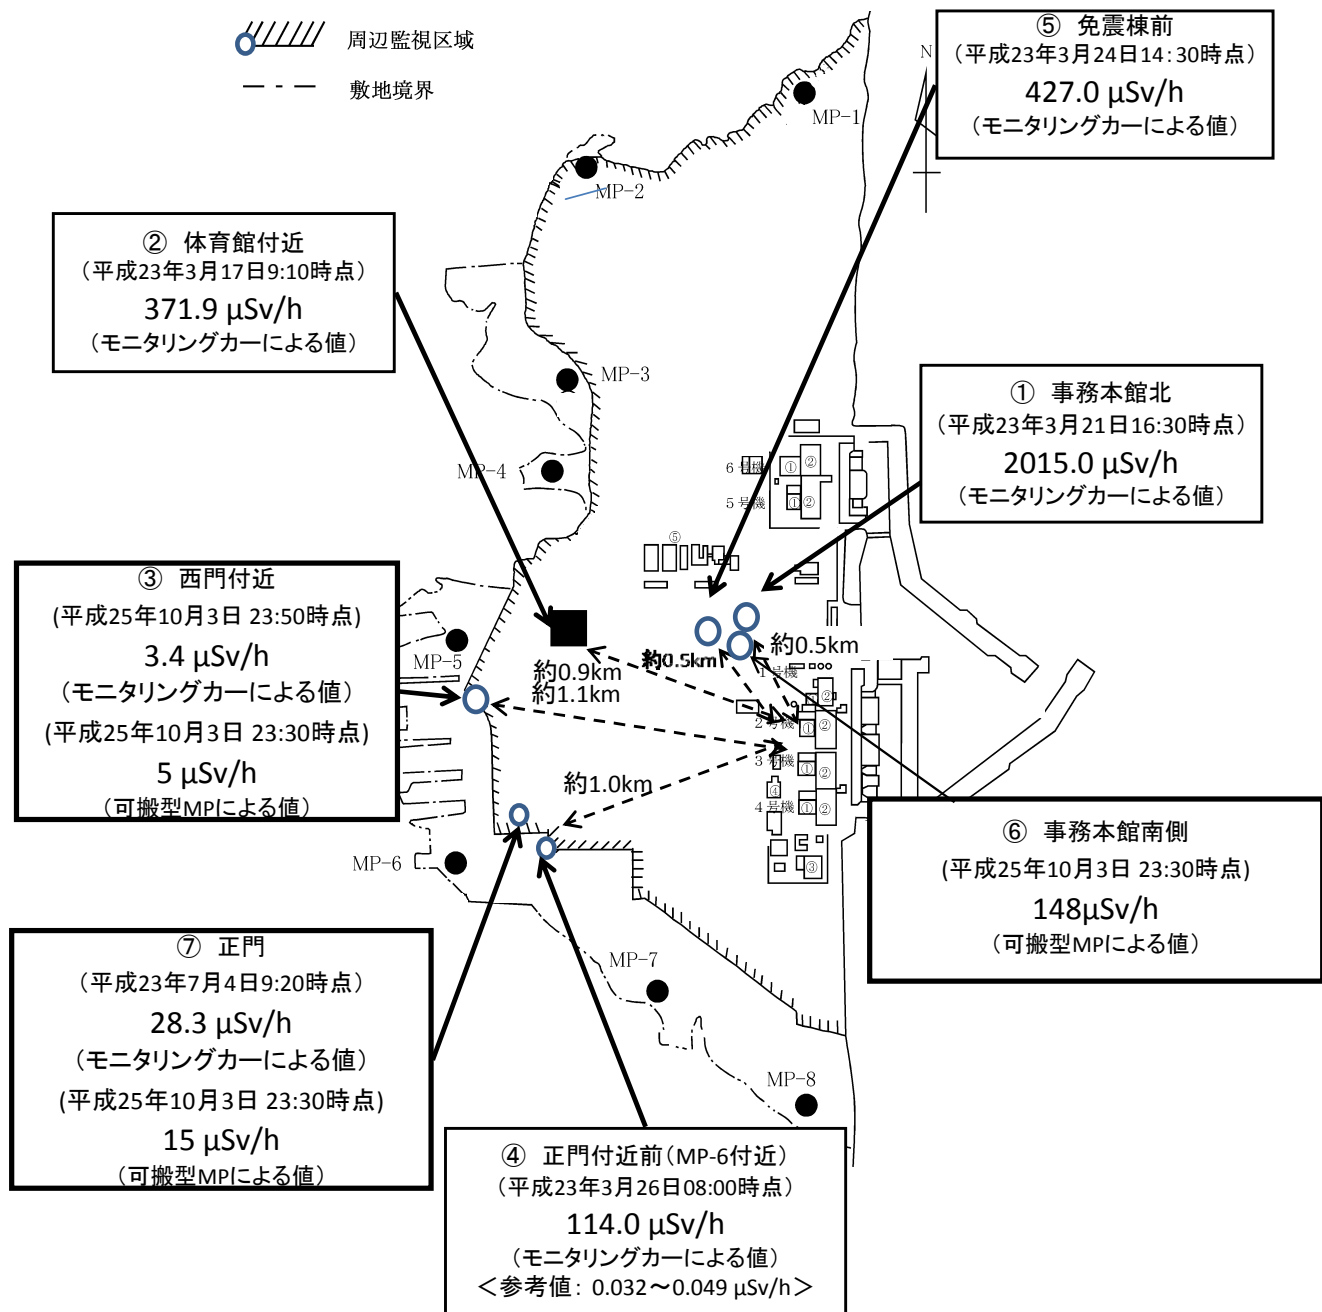 周辺監視区域
敷地境界
⑤ 免震棟前
(平成23年3月24日14:30時点)
427.0 μSv/h
(モニタリングカーによる値)
N
MP-1
MP-2
② 体育館付近
(平成23年3月17日9:10時点)
371.9 μSv/h
(モニタリングカーによる値)
MP-3
① 事務本館北
(平成23年3月21日16:30時点)
2015.0 μSv/h
(モニタリングカーによる値)
MP-4
6号機
①
②
5号機
①
②
⑤
③ 西門付近
(平成25年10月3日 23:50時点)
3.4 μSv/h
(モニタリングカーによる値)
(平成25年10月3日 23:30時点)
5 μSv/h
(可搬型MPによる値)
MP-5
約0.9km
約1.1km
約0.5km
約0.5km
1号機
②
2号機
①
②
3号機
①
②
④
4号機
①
②
③
約1.0km
MP-6
⑥ 事務本館南側
(平成25年10月3日 23:30時点)
148μSv/h
(可搬型MPによる値)
⑦ 正門
(平成23年7月4日9:20時点)
28.3 μSv/h
(モニタリングカーによる値)
(平成25年10月3日 23:30時点)
15 μSv/h
(可搬型MPによる値)
MP-7
MP-8
④ 正門付近前(MP-6付近)
(平成23年3月26日08:00時点)
114.0 μSv/h
(モニタリングカーによる値)
<参考値: 0.032~0.049 μSv/h>